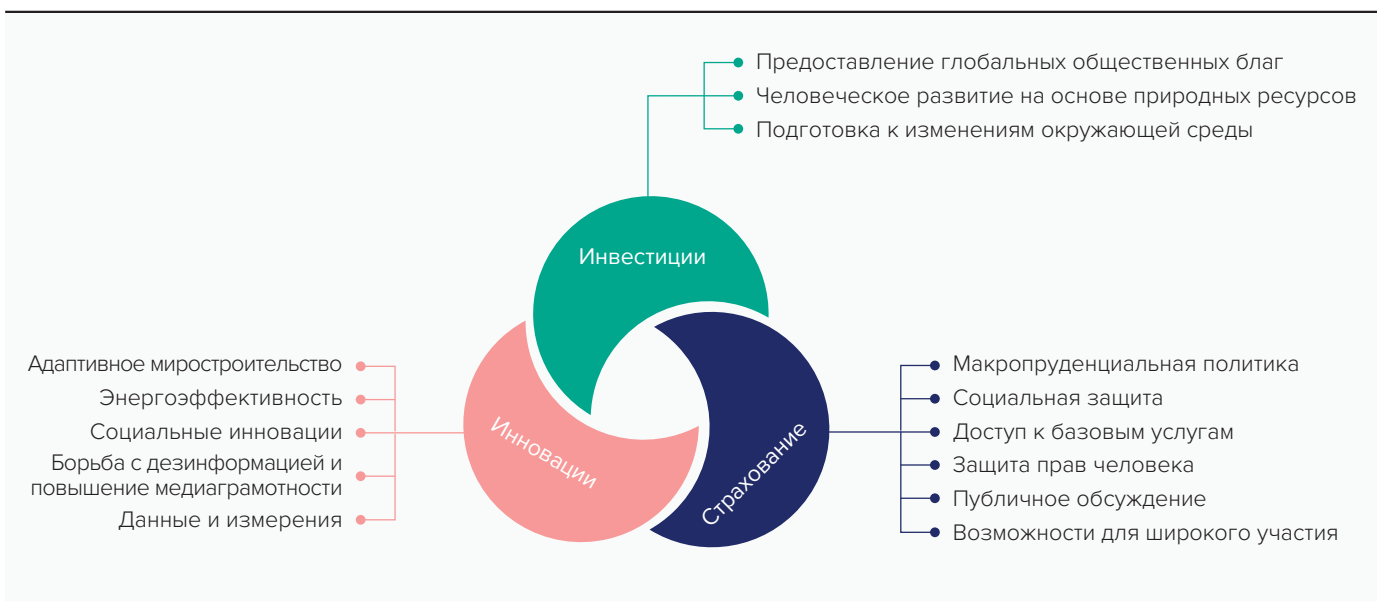 Предоставление глобальных общественных благ
Человеческое развитие на основе природных ресурсов
Подготовка к изменениям окружающей среды
Инвестиции
Адаптивное миростроительство
Энергоэффективность
Социальные инновации
Борьба с дезинформацией и
повышение медиаграмотности
Данные и измерения
Инновации
Страхование
Макропруденциальная политика
Социальная защита
Доступ к базовым услугам
Защита прав человека
Публичное обсуждение
Возможности для широкого участия